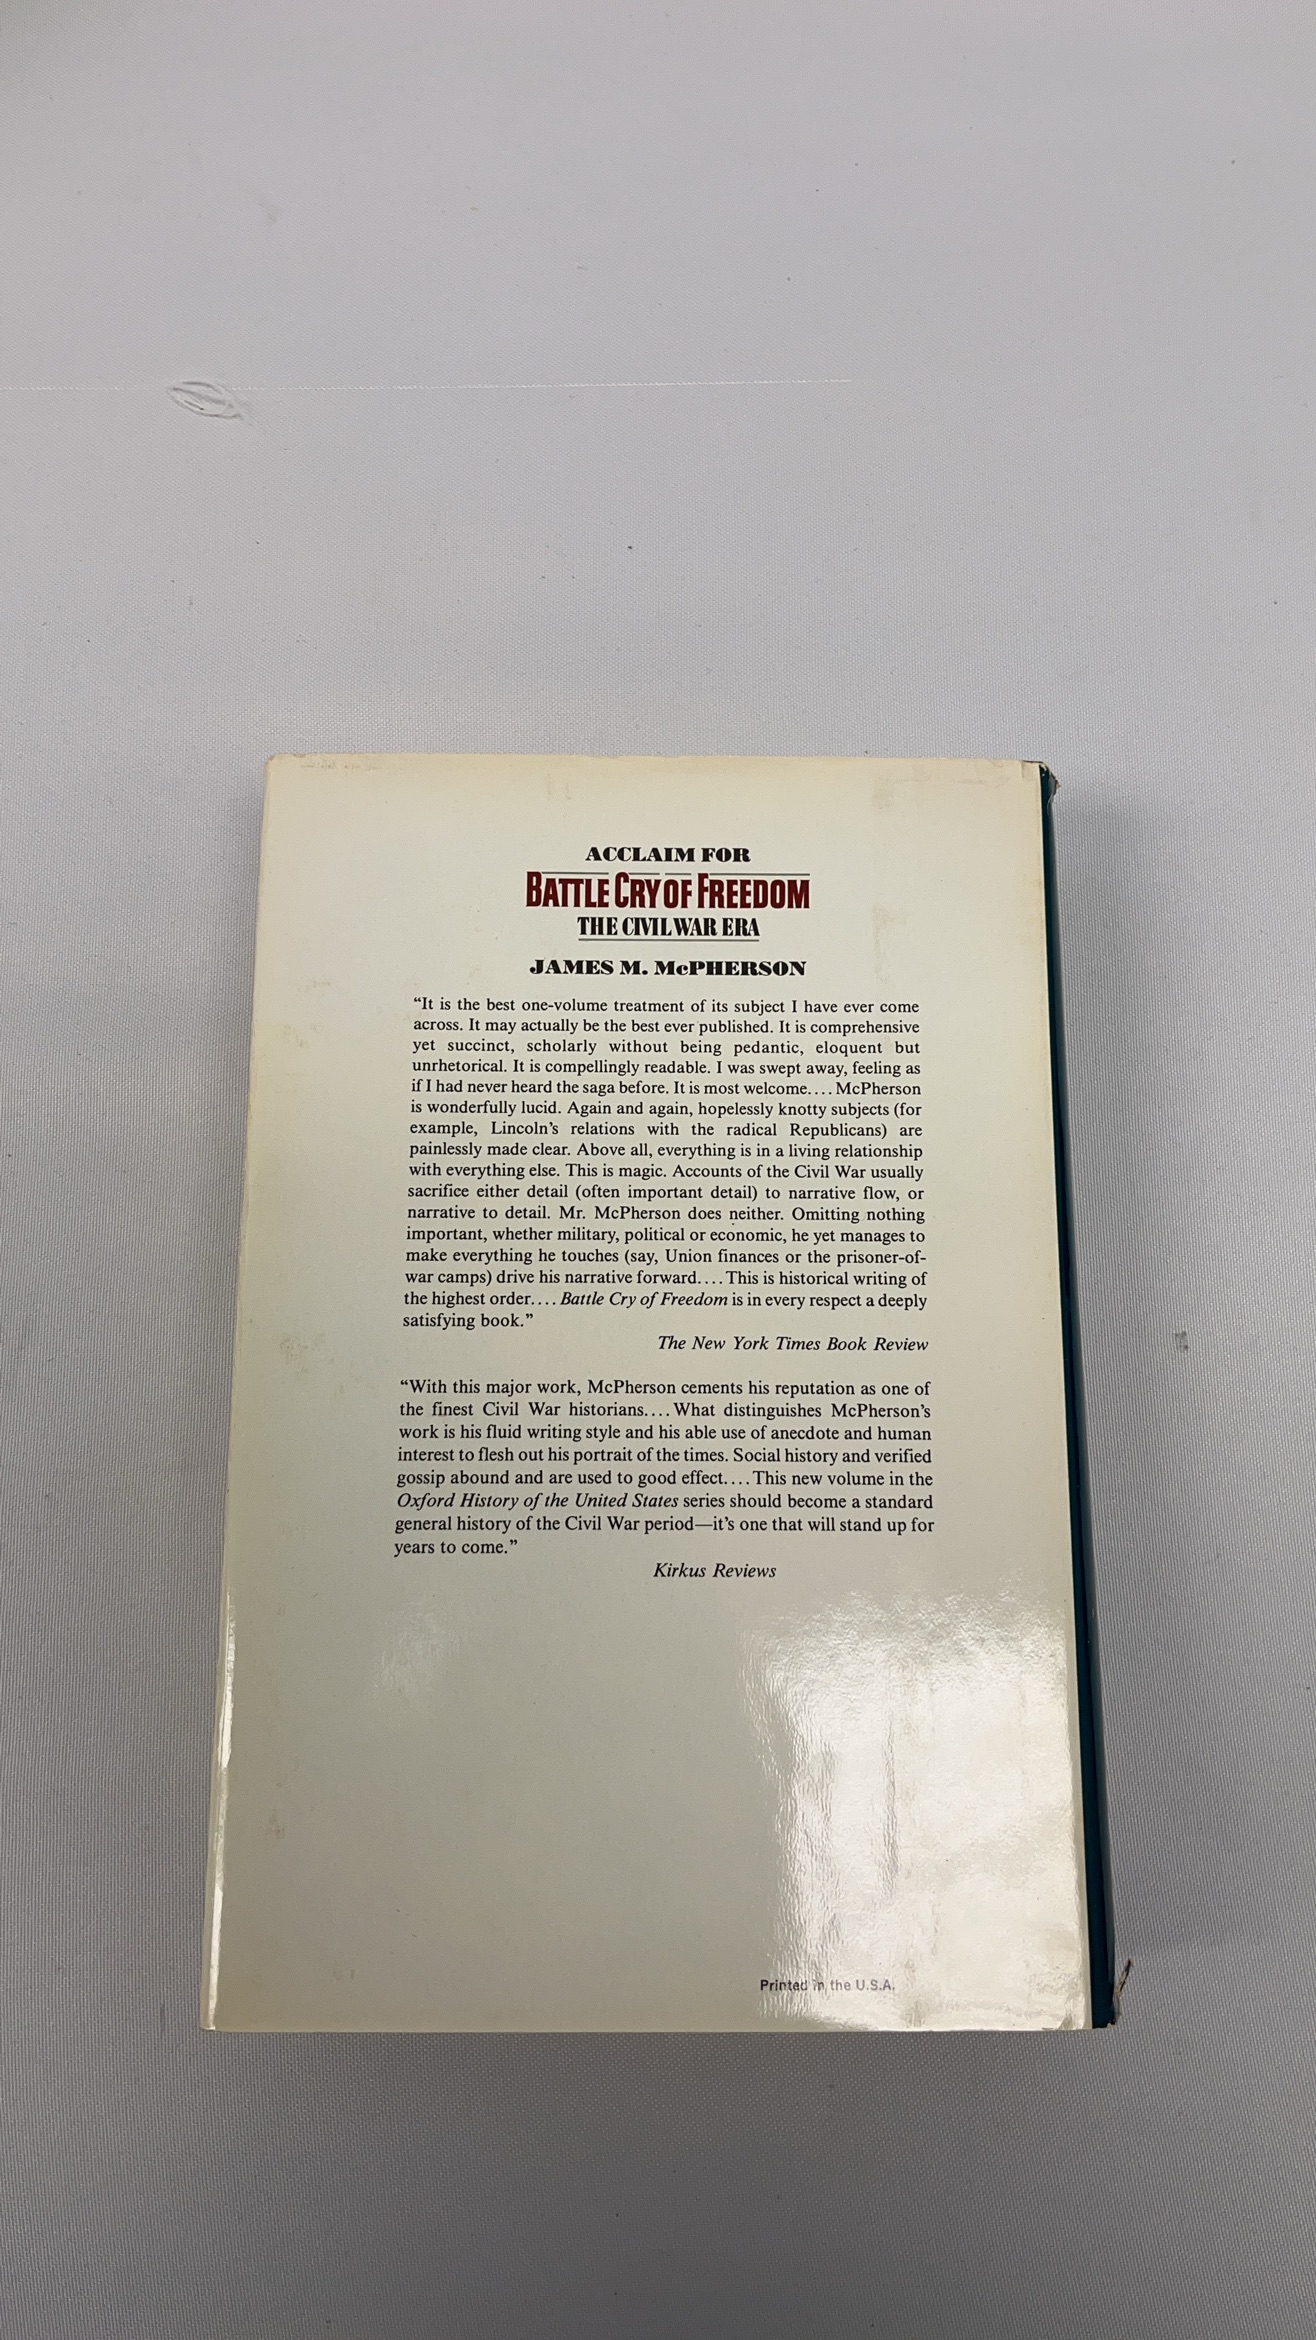 ACCLAIM FOR
BATTLE CRY OF FREEDOM
THE CIVIL WAR ERA
JAMES M. McPHERSON
“It is the best one-volume treatment of its subject I have ever come
across. It may actually be the best ever published. It is comprehensive
yet succinct, scholarly without being pedantic, eloquent but
unrhetorical. It is compellingly readable. I was swept away, feeling as
if I had never heard the saga before. It is most welcome.... McPherson
is wonderfully lucid. Again and again, hopelessly knotty subjects (for
example, Lincoln’s relations with the radical Republicans) are
painlessly made clear. Above all, everything is in a living relationship
with everything else. This is magic. Accounts of the Civil War usually
sacrifice either detail (often important detail) to narrative flow, or
narrative to detail. Mr. McPherson does neither. Omitting nothing
important, whether military, political or economic, he yet manages to
make everything he touches (say, Union finances or the prisoner-of-
war camps) drive his narrative forward.... This is historical writing of
the highest order.... Battle Cry of Freedom is in every respect a deeply
satisfying book.”
The New York Times Book Review
“With this major work, McPherson cements his reputation as one of
the finest Civil War historians.... What distinguishes McPherson’s
work is his fluid writing style and his able use of anecdote and human
interest to flesh out his portrait of the times. Social history and verified
gossip abound and are used to good effect.... This new volume in the
Oxford History of the United States series should become a standard
general history of the Civil War period—it’s one that will stand up for
years to come.”
Kirkus Reviews
Printed in the U.S.A.